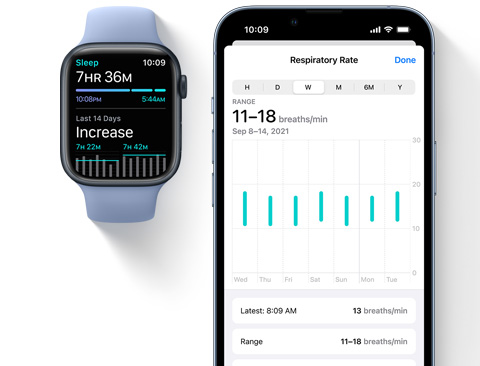 Sleep 10:09
7HR 36M
10:08PM 5:44AM
Last 14 Days
Increase
7h 22M 7h 42M
10:09
Respiratory Rate Done
H D W M 6M Y
RANGE
11–18 breaths/min
Sep 8–14, 2021
30
20
10
0
Wed Thu Fri Sat Sun Mon Tue
Latest: 8:09 AM 13 breaths/min
Range 11–18 breaths/min